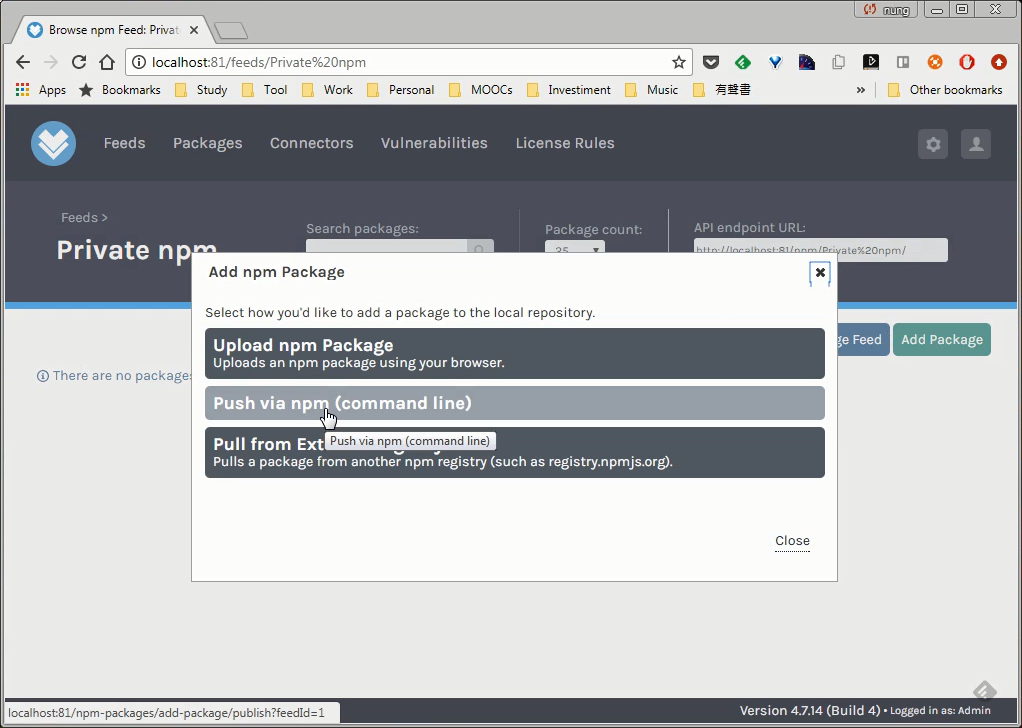 nung
Browse npm Feed: Privat
localhost:81/feeds/Private%20npm
Apps Bookmarks Study Tool Work Personal MOOCs Investiment Music 有聲書 » Other bookmarks
Feeds Packages Connectors Vulnerabilities License Rules
Feeds >
Private npm
Search packages:
Package count:
25
API endpoint URL:
http://localhost:81/npm/Private%20npm/
Add npm Package
Select how you'd like to add a package to the local repository.
Upload npm Package
Uploads an npm package using your browser.
Push via npm (command line)
Push via npm (command line)
Pull from Ext
Pulls a package from another npm registry (such as registry.npmjs.org).
Close
ge Feed
Add Package
There are no package
localhost:81/npm-packages/add-package/publish?feedId=1
Version 4.7.14 (Build 4) • Logged in as: Admin